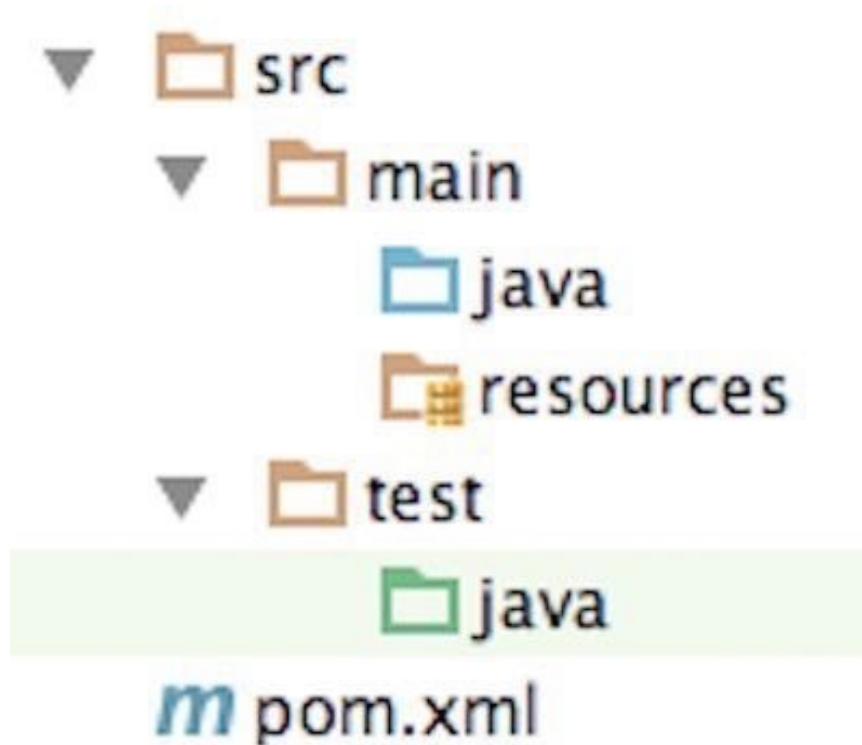 src
main
java
resources
test
java
m pom.xml